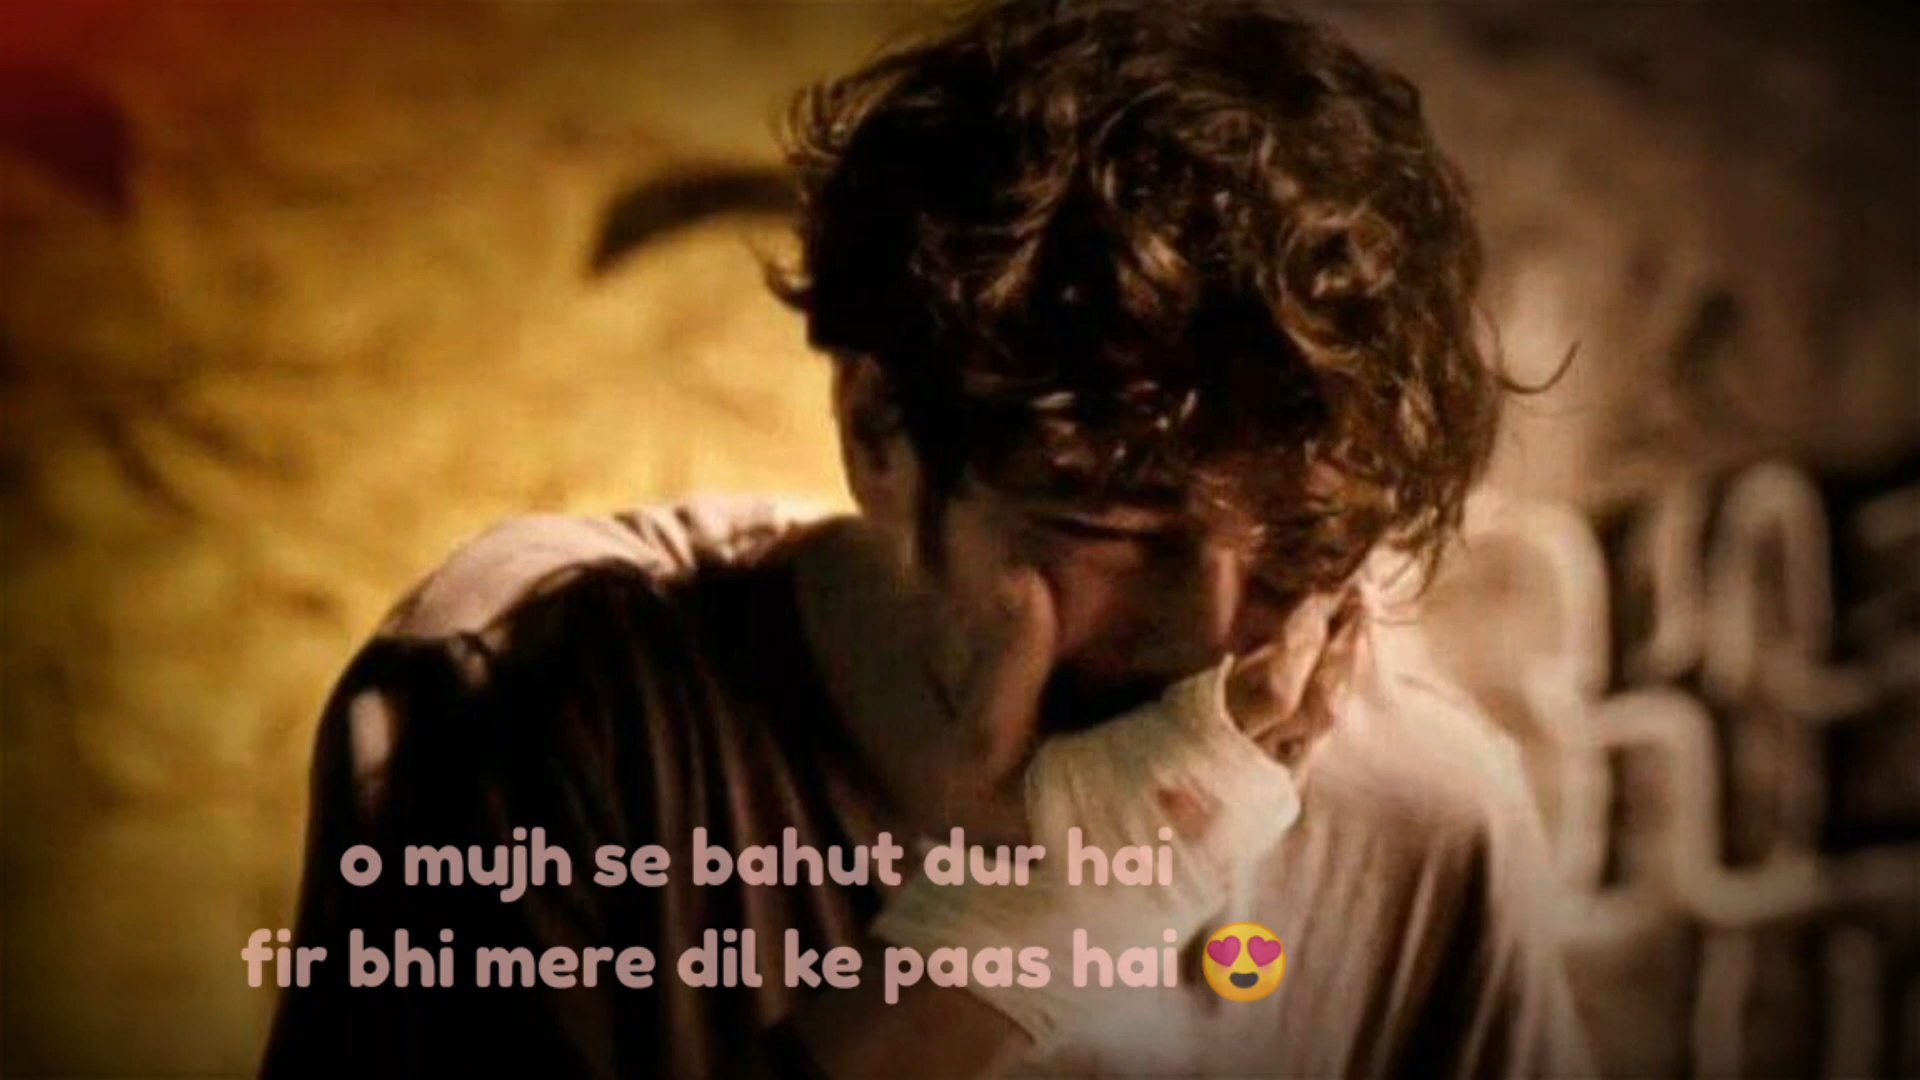 o mujh se bahut dur hai
fir bhi mere dil ke paas hai 😍